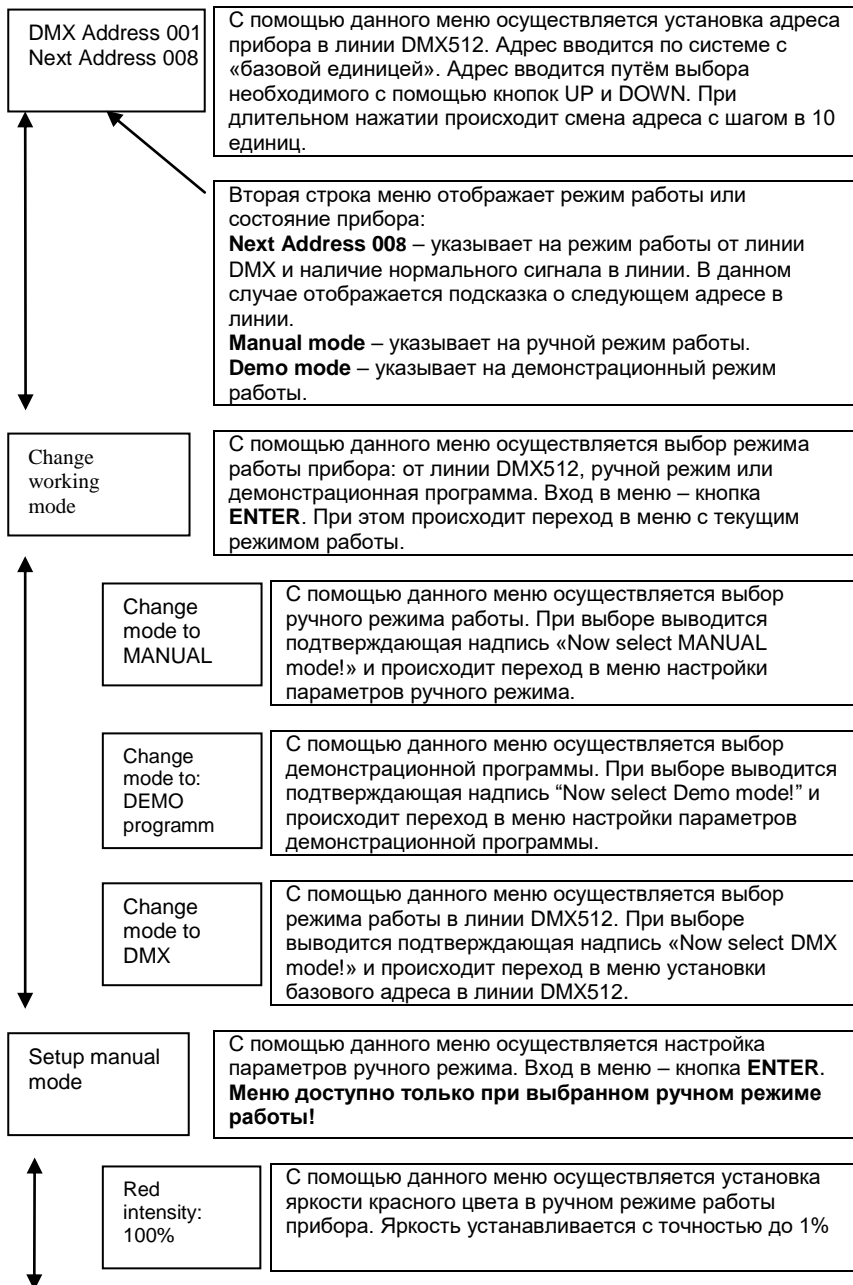 DMX Address 001
Next Address 008
С помощью данного меню осуществляется установка адреса
прибора в линии DMX512. Адрес вводится по системе с
«базовой единицей». Адрес вводится путём выбора
необходимого с помощью кнопок UP и DOWN. При
длительном нажатии происходит смена адреса с шагом в 10
единиц.
Вторая строка меню отображает режим работы или
состояние прибора:
Next Address 008 – указывает на режим работы от линии
DMX и наличие нормального сигнала в линии. В данном
случае отображается подсказка о следующем адресе в
линии.
Manual mode – указывает на ручной режим работы.
Demo mode – указывает на демонстрационный режим
работы.
Change
working
mode
С помощью данного меню осуществляется выбор режима
работы прибора: от линии DMX512, ручной режим или
демонстрационная программа. Вход в меню – кнопка
ENTER. При этом происходит переход в меню с текущим
режимом работы.
Change
mode to
MANUAL
С помощью данного меню осуществляется выбор
ручного режима работы. При выборе выводится
подтверждающая надпись «Now select MANUAL
mode!» и происходит переход в меню настройки
параметров ручного режима.
Change
mode to:
DEMO
programm
С помощью данного меню осуществляется выбор
демонстрационной программы. При выборе выводится
подтверждающая надпись “Now select Demo mode!” и
происходит переход в меню настройки параметров
демонстрационной программы.
Change
mode to
DMX
С помощью данного меню осуществляется выбор
режима работы в линии DMX512. При выборе
выводится подтверждающая надпись «Now select DMX
mode!» и происходит переход в меню установки
базового адреса в линии DMX512.
Setup manual
mode
С помощью данного меню осуществляется настройка
параметров ручного режима. Вход в меню – кнопка ENTER.
Меню доступно только при выбранном ручном режиме
работы!
Red
intensity:
100%
С помощью данного меню осуществляется установка
яркости красного цвета в ручном режиме работы
прибора. Яркость устанавливается с точностью до 1%